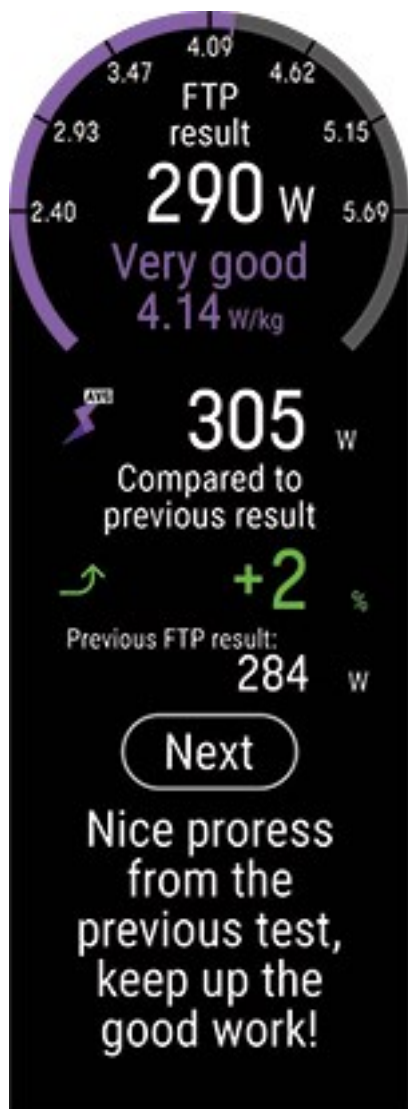 4.09
3.47
4.62
FTP
2.93
result
5.15
2.40
290 W
5.69
Very good
4.14 W/kg
AVG
305 W
Compared to
previous result
+2 %
Previous FTP result:
284 W
Next
Nice proress
from the
previous test,
keep up the
good work!